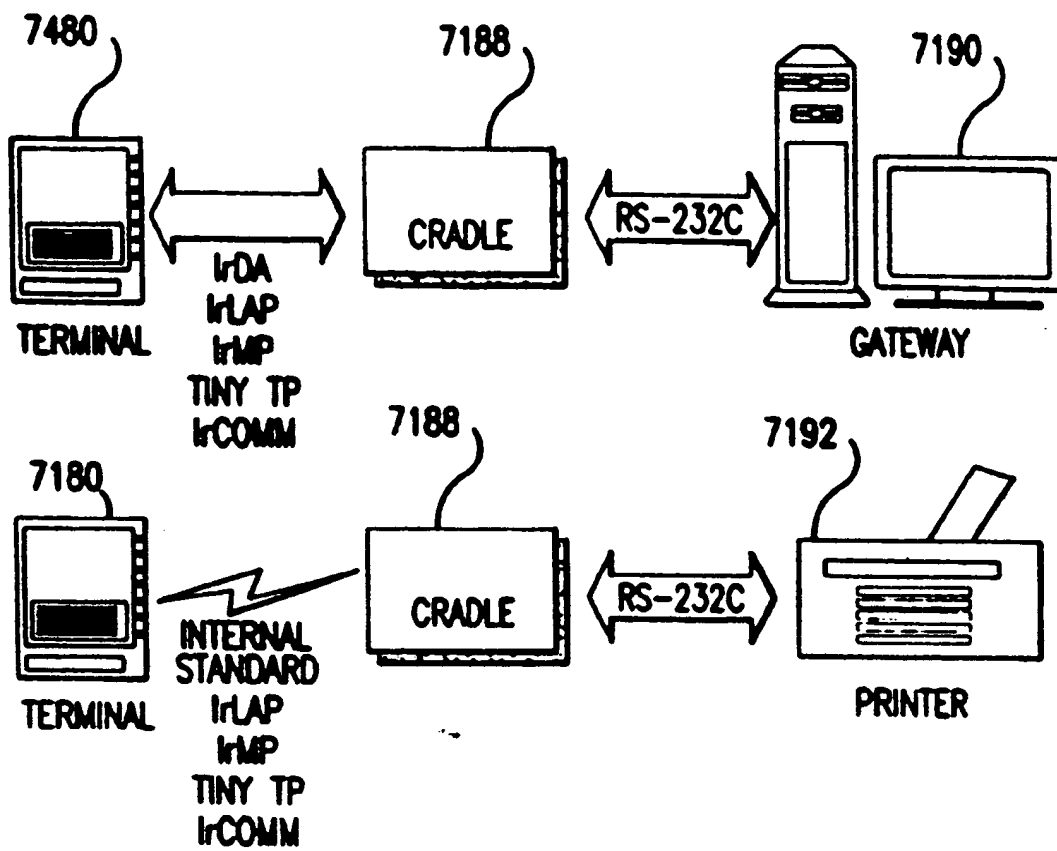 7480
7188
7190
CRADLE
RS-232C
IrDA
IrLAP
IrMP
TINY TP
IrCOMM
TERMINAL
GATEWAY
7180
7188
7192
CRADLE
RS-232C
INTERNAL
STANDARD
IrLAP
IrMP
TINY TP
IrCOMM
TERMINAL
PRINTER